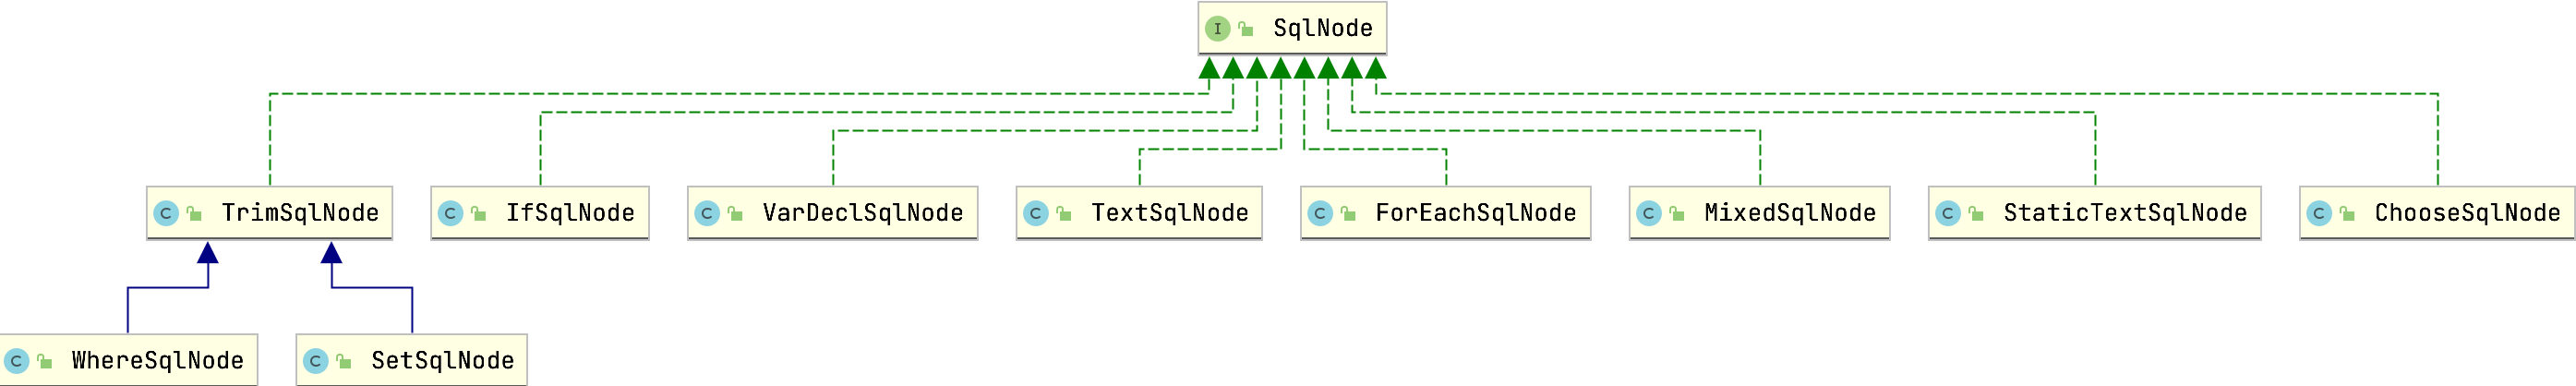 I SqlNode
C TrimSqlNode
C IfSqlNode
C VarDeclSqlNode
C TextSqlNode
C ForEachSqlNode
C MixedSqlNode
C StaticTextSqlNode
C ChooseSqlNode
C WhereSqlNode
C SetSqlNode